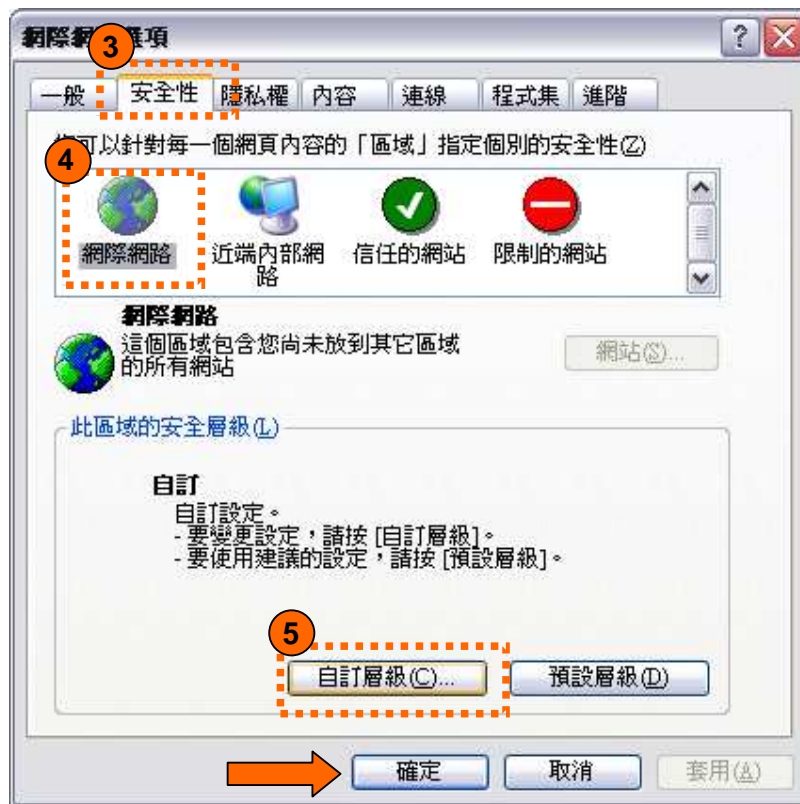 網際網路選項
3
一般 安全性 隱私權 內容 連線 程式集 進階
您可以針對每一個網頁內容的「區域」指定個別的安全性(Z)
4
網際網路 近端內部網路 信任的網站 限制的網站
網際網路
這個區域包含您尚未放到其它區域
的所有網站
網站(S)...
此區域的安全層級(L)
自訂
自訂設定。
- 要變更設定,請按 [自訂層級]。
- 要使用建議的設定,請按 [預設層級]。
5
自訂層級(C)... 預設層級(D)
確定 取消 套用(A)